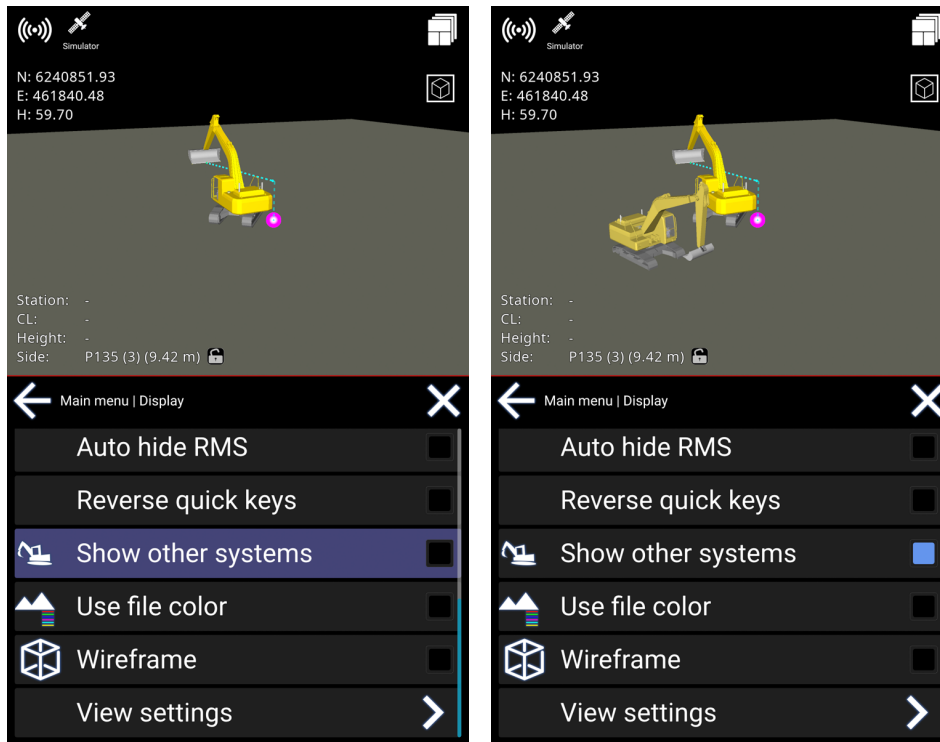 Simulator
N: 6240851.93
E: 461840.48
H: 59.70
Station: -
CL: -
Height: -
Side: P135 (3) (9.42 m)
Main menu | Display
Auto hide RMS
Reverse quick keys
Show other systems
Use file color
Wireframe
View settings
Simulator
N: 6240851.93
E: 461840.48
H: 59.70
Station: -
CL: -
Height: -
Side: P135 (3) (9.42 m)
Main menu | Display
Auto hide RMS
Reverse quick keys
Show other systems
Use file color
Wireframe
View settings